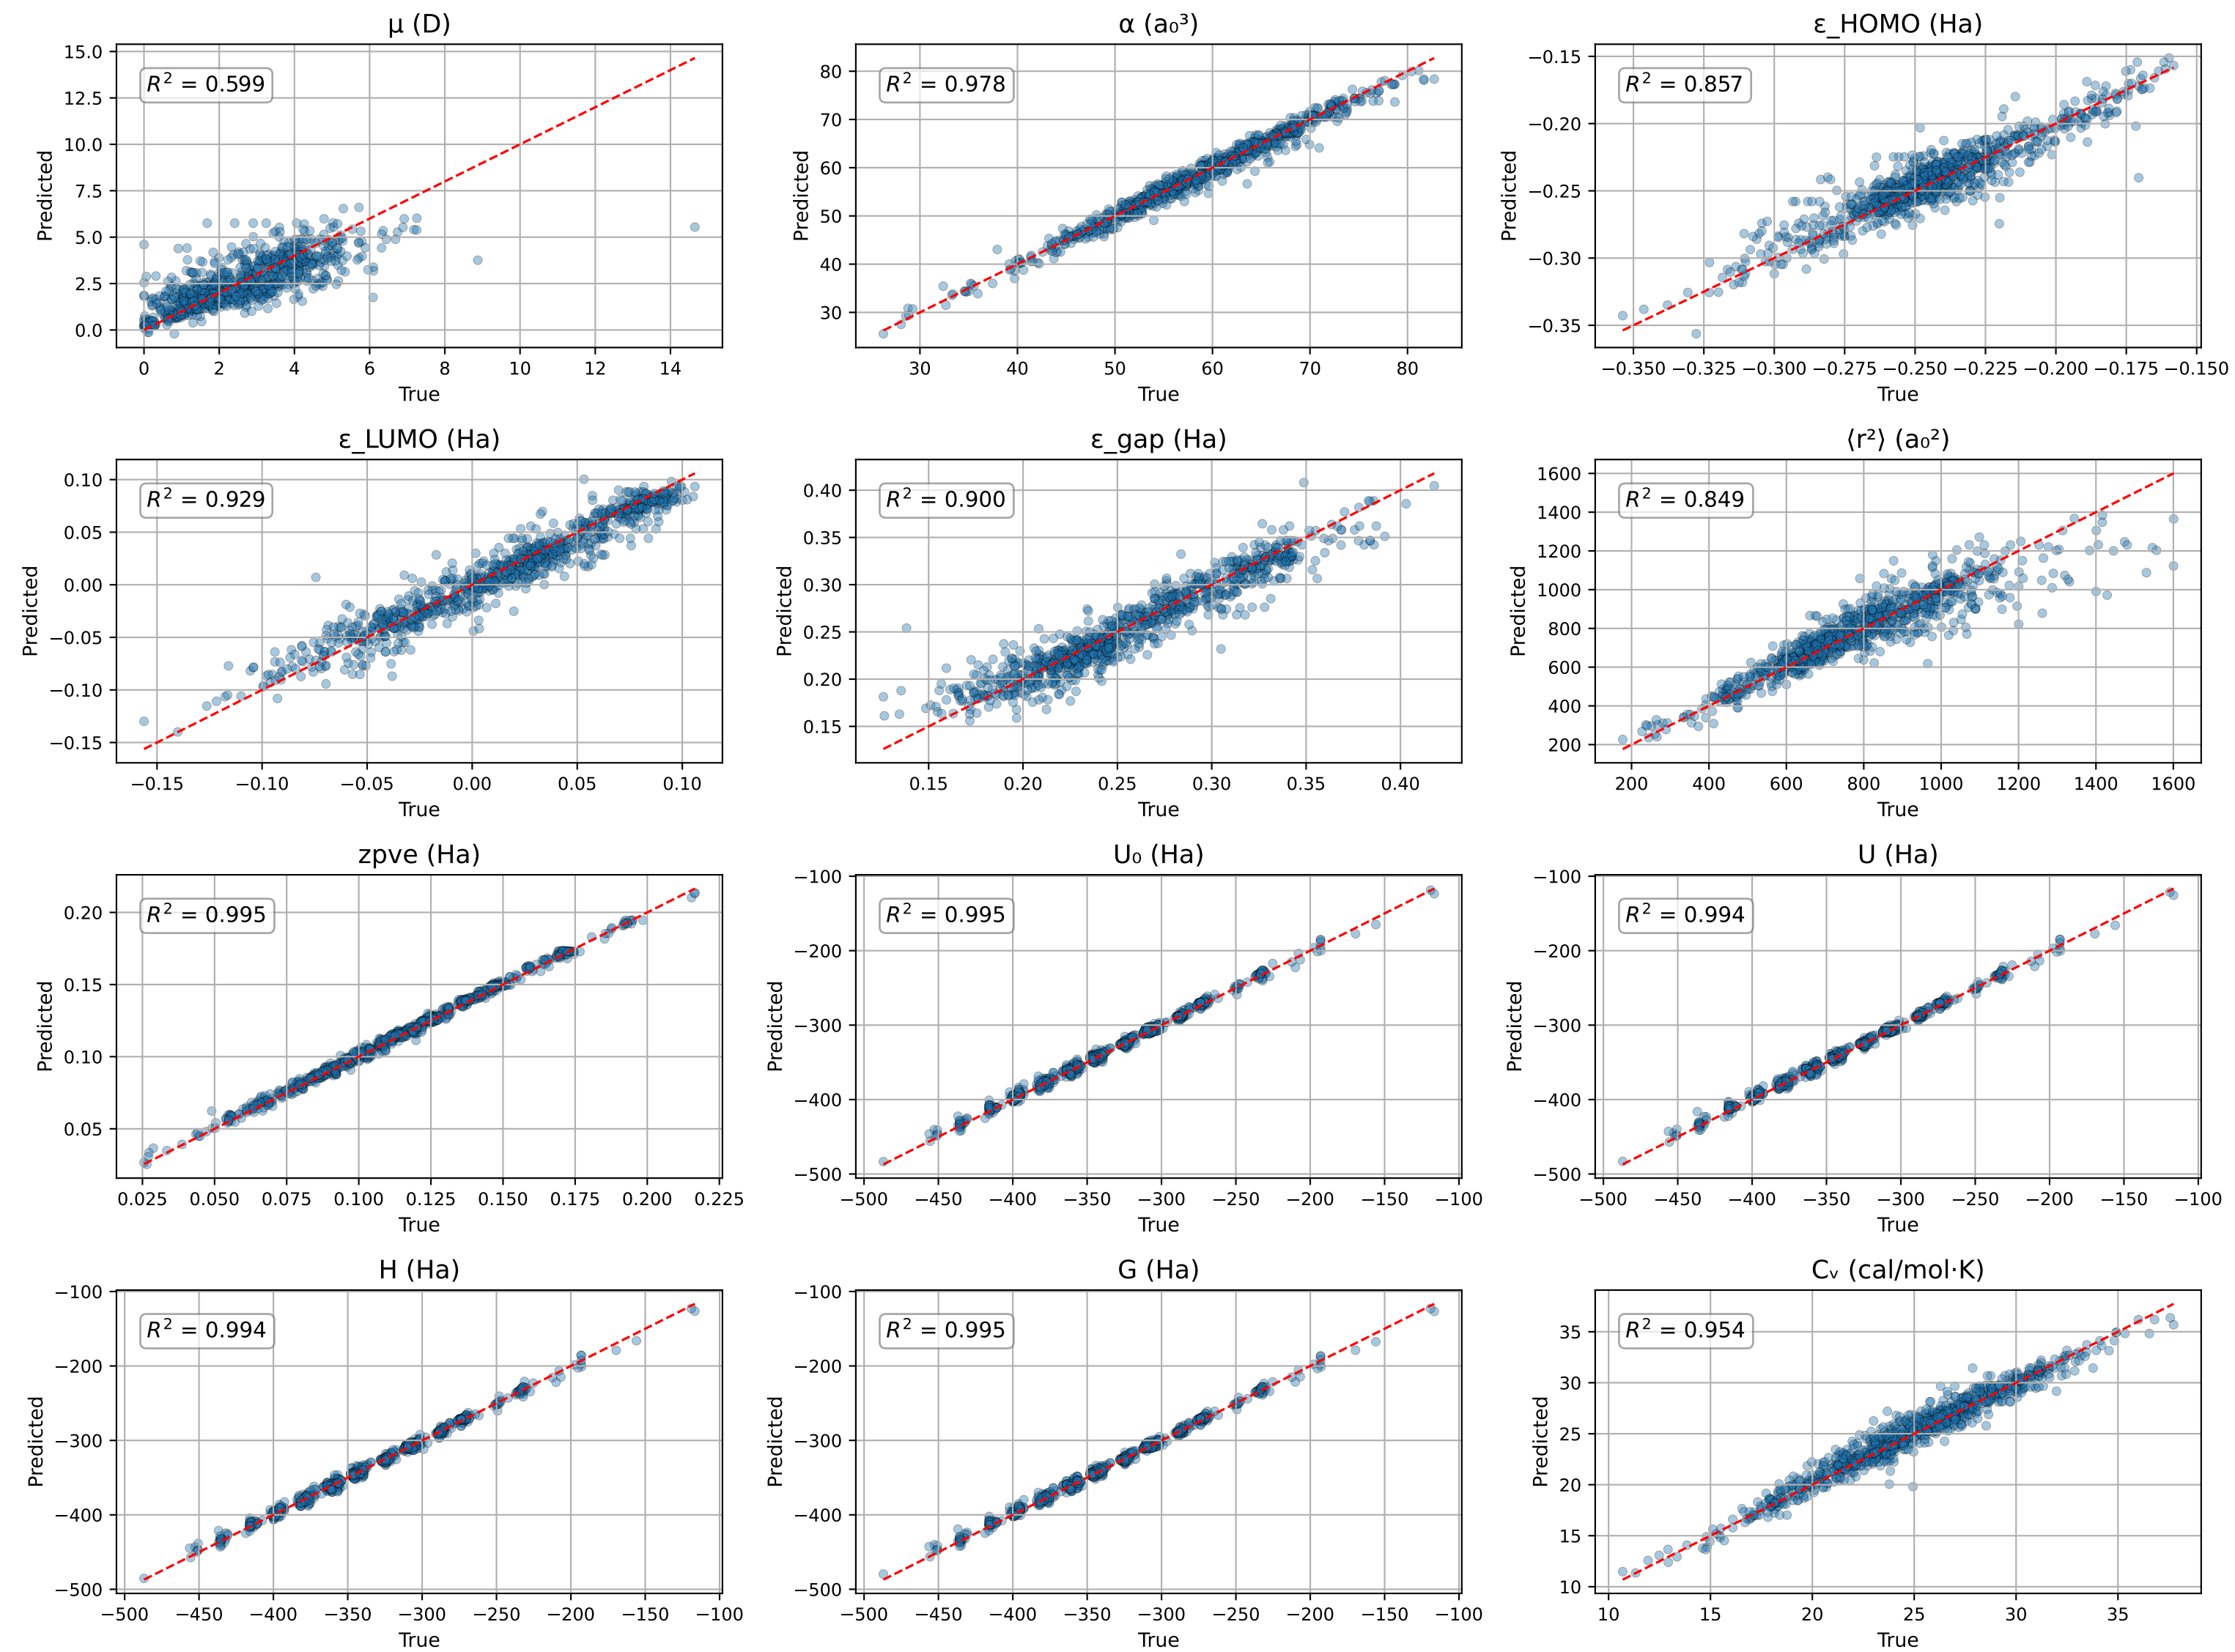 μ (D)
R² = 0.599
Predicted
15.0
12.5
10.0
7.5
5.0
2.5
0.0
0 2 4 6 8 10 12 14
True
α (a₀³)
R² = 0.978
Predicted
80
70
60
50
40
30
30 40 50 60 70 80
True
ε_HOMO (Ha)
R² = 0.857
Predicted
−0.15
−0.20
−0.25
−0.30
−0.35
−0.350 −0.325 −0.300 −0.275 −0.250 −0.225 −0.200 −0.175 −0.150
True
ε_LUMO (Ha)
R² = 0.929
Predicted
0.10
0.05
0.00
−0.05
−0.10
−0.15
−0.15 −0.10 −0.05 0.00 0.05 0.10
True
ε_gap (Ha)
R² = 0.900
Predicted
0.40
0.35
0.30
0.25
0.20
0.15
0.15 0.20 0.25 0.30 0.35 0.40
True
⟨r²⟩ (a₀²)
R² = 0.849
Predicted
1600
1400
1200
1000
800
600
400
200
200 400 600 800 1000 1200 1400 1600
True
zpve (Ha)
R² = 0.995
Predicted
0.20
0.15
0.10
0.05
0.025 0.050 0.075 0.100 0.125 0.150 0.175 0.200 0.225
True
U₀ (Ha)
R² = 0.995
Predicted
−100
−200
−300
−400
−500
−500 −450 −400 −350 −300 −250 −200 −150 −100
True
U (Ha)
R² = 0.994
Predicted
−100
−200
−300
−400
−500
−500 −450 −400 −350 −300 −250 −200 −150 −100
True
H (Ha)
R² = 0.994
Predicted
−100
−200
−300
−400
−500
−500 −450 −400 −350 −300 −250 −200 −150 −100
True
G (Ha)
R² = 0.995
Predicted
−100
−200
−300
−400
−500
−500 −450 −400 −350 −300 −250 −200 −150 −100
True
Cᵥ (cal/mol·K)
R² = 0.954
Predicted
35
30
25
20
15
10
10 15 20 25 30 35
True